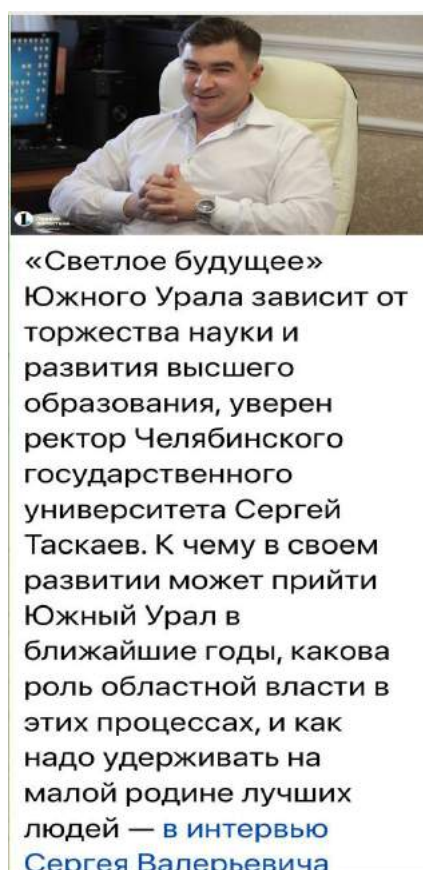 «Светлое будущее»
Южного Урала зависит от
торжества науки и
развития высшего
образования, уверен
ректор Челябинского
государственного
университета Сергей
Таскаев. К чему в своем
развитии может прийти
Южный Урал в
ближайшие годы, какова
роль областной власти в
этих процессах, и как
надо удерживать на
малой родине лучших
людей — в интервью
Сергея Валерьевича